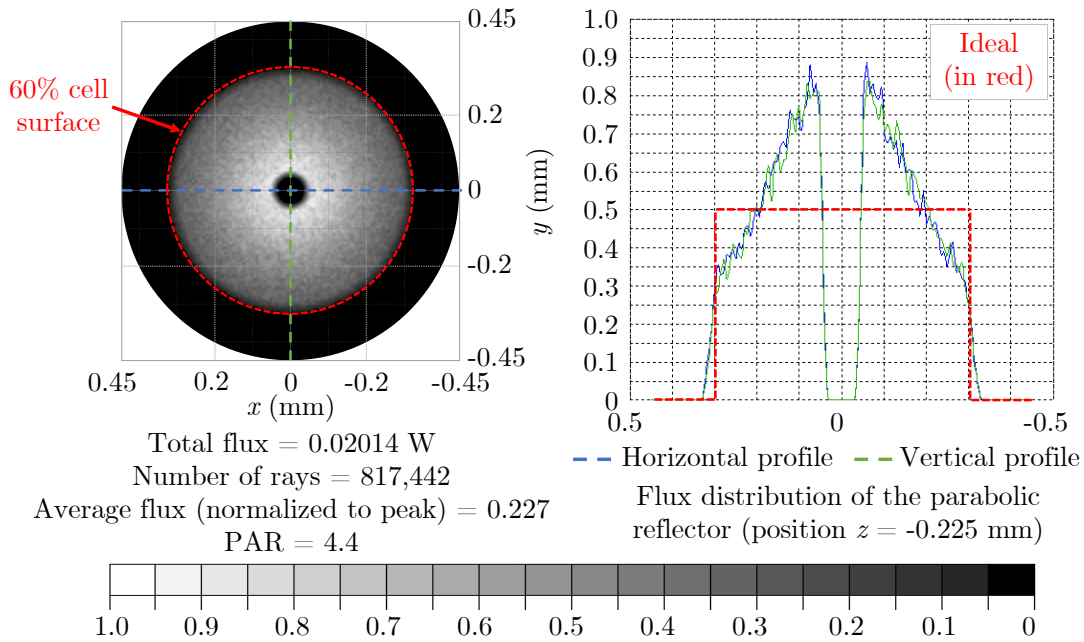 60% cell
surface
0.45
0.2
0
-0.2
-0.45
y (mm)
0.45 0.2 0 -0.2 -0.45
x (mm)
Total flux = 0.02014 W
Number of rays = 817,442
Average flux (normalized to peak) = 0.227
PAR = 4.4
1.0
0.9
0.8
0.7
0.6
0.5
0.4
0.3
0.2
0.1
0
Ideal
(in red)
0.5 0 -0.5
Horizontal profile Vertical profile
Flux distribution of the parabolic
reflector (position z = -0.225 mm)
1.0 0.9 0.8 0.7 0.6 0.5 0.4 0.3 0.2 0.1 0